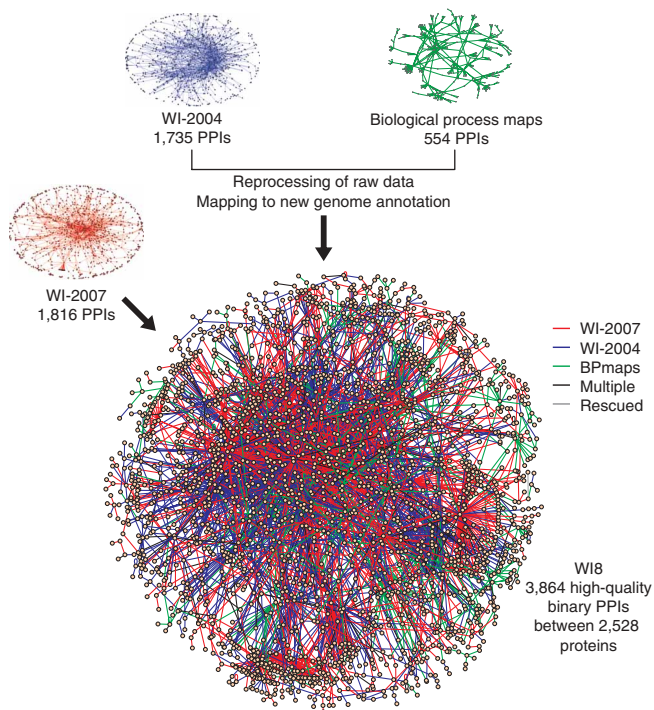 WI-2004
1,735 PPIs
Biological process maps
554 PPIs
Reprocessing of raw data
Mapping to new genome annotation
WI-2007
1,816 PPIs
WI-2007
WI-2004
BPmaps
Multiple
Rescued
WI8
3,864 high-quality
binary PPIs
between 2,528
proteins